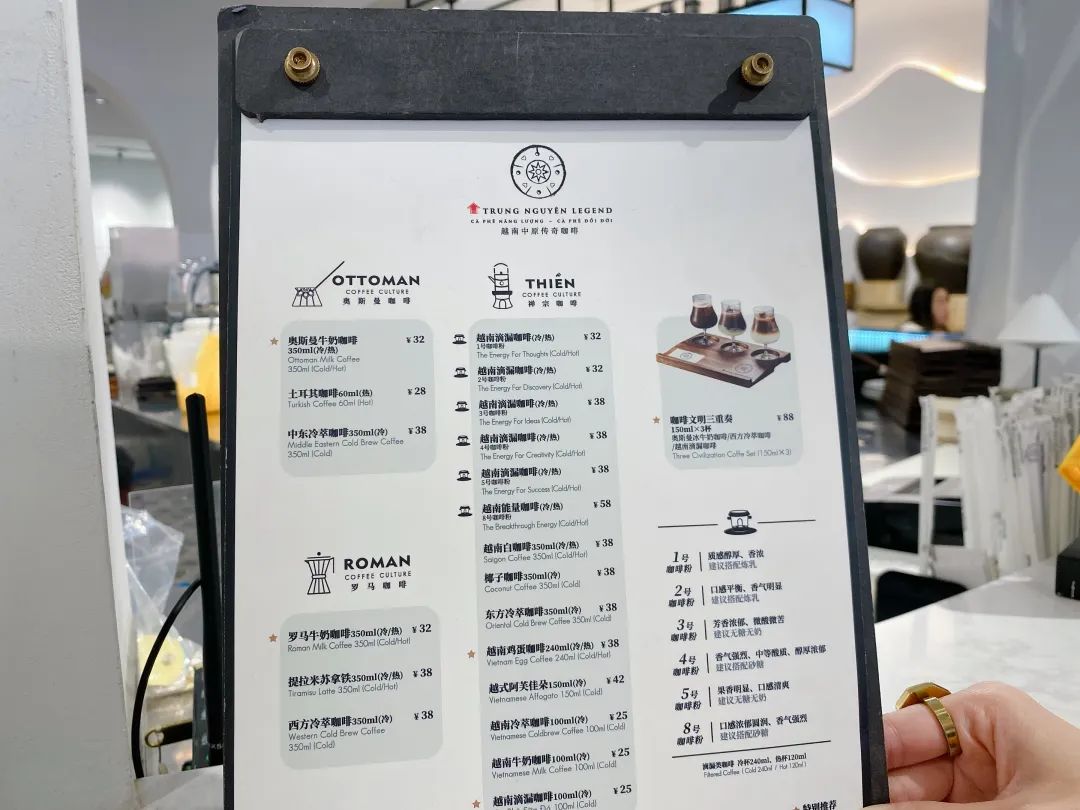 TRUNG NGUYÊN LEGEND
CÀ PHÊ NĂNG LƯỢNG – CÀ PHÊ ĐỔI ĐỜI
越南中原传奇咖啡
OTTOMAN
COFFEE CULTURE
奥斯曼咖啡
奥斯曼牛奶咖啡 ¥ 32
350ml(冷/热)
Ottoman Milk Coffee
350ml (Cold/Hot)
土耳其咖啡60ml(热) ¥ 28
Turkish Coffee 60ml (Hot)
中东冷萃咖啡350ml(冷) ¥ 38
Middle Eastern Cold Brew Coffee
350ml (Cold)
ROMAN
COFFEE CULTURE
罗马咖啡
罗马牛奶咖啡350ml(冷/热) ¥ 32
Roman Milk Coffee 350ml (Cold/Hot)
提拉米苏拿铁350ml(冷/热) ¥ 38
Tiramisu Latte 350ml (Cold/Hot)
西方冷萃咖啡350ml(冷) ¥ 38
Western Cold Brew Coffee
350ml (Cold)
THIỀN
COFFEE CULTURE
禅宗咖啡
越南滴漏咖啡(冷/热) ¥ 32
1号咖啡粉
The Energy For Thoughts (Cold/Hot)
越南滴漏咖啡(冷/热) ¥ 32
2号咖啡粉
The Energy For Discovery (Cold/Hot)
越南滴漏咖啡(冷/热) ¥ 38
3号咖啡粉
The Energy For Ideas (Cold/Hot)
越南滴漏咖啡(冷/热) ¥ 38
4号咖啡粉
The Energy For Creativity (Cold/Hot)
越南滴漏咖啡(冷/热) ¥ 38
5号咖啡粉
The Energy For Success (Cold/Hot)
越南能量咖啡(冷/热) ¥ 58
8号咖啡粉
The Breakthrough Energy (Cold/Hot)
越南白咖啡350ml(冷/热) ¥ 38
Saigon Coffee 350ml (Cold/Hot)
椰子咖啡350ml(冷) ¥ 38
Coconut Coffee 350ml (Cold)
东方冷萃咖啡350ml(冷) ¥ 38
Oriental Cold Brew Coffee 350ml (Cold)
越南鸡蛋咖啡240ml(冷/热) ¥ 38
Vietnam Egg Coffee 240ml (Cold/Hot)
越式阿芙佳朵150ml(冷) ¥ 42
Vietnamese Affogato 150ml (Cold)
越南冷萃咖啡100ml(冷) ¥ 25
Vietnamese Coldbrew Coffee 100ml (Cold)
越南牛奶咖啡100ml(冷) ¥ 25
Vietnamese Milk Coffee 100ml (Cold)
越南滴漏咖啡100ml(冷) ¥ 25
100ml (Cold)
咖啡文明三重奏 ¥ 88
150ml×3杯
奥斯曼冰牛奶咖啡/西方冷萃咖啡
/越南滴漏咖啡
Three Civilization Coffe Set (150ml×3)
1号 质感醇厚、香浓
咖啡粉 建议搭配炼乳
2号 口感平衡、香气明显
咖啡粉 建议搭配炼乳
3号 芳香浓郁、微酸微苦
咖啡粉 建议无糖无奶
4号 香气强烈、中等酸质、醇厚浓郁
咖啡粉 建议搭配砂糖
5号 果香明显、口感清爽
咖啡粉 建议无糖无奶
8号 口感浓郁圆润、香气强烈
咖啡粉 建议搭配砂糖
滴漏类咖啡 冷杯240ml，热杯120ml
Filtered Coffee ( Cold 240ml / Hot 120ml )
特别推荐